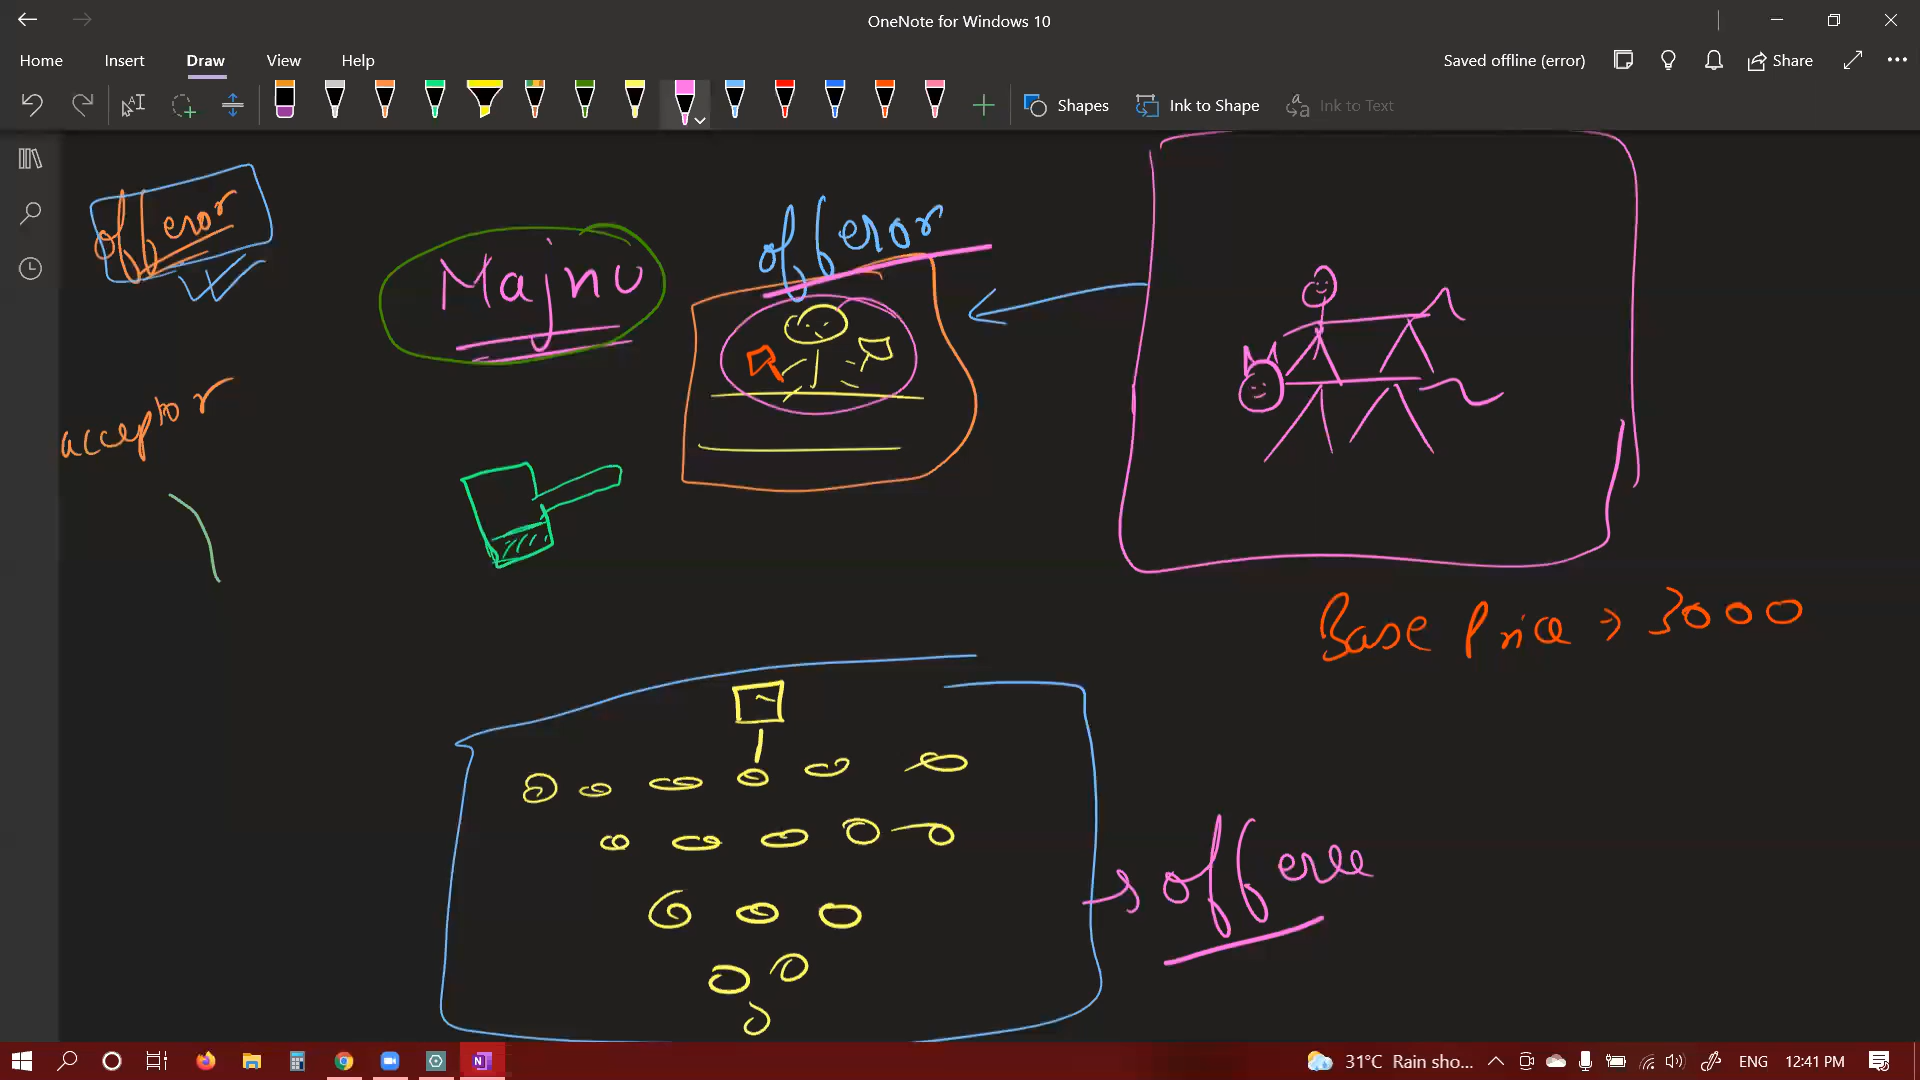 OneNote for Windows 10
Home Insert Draw View Help
Saved offline (error) Share
Shapes Ink to Shape Ink to Text
offeror
offeror
Majnu
acceptor
Base Price → 3000
offeree
31°C Rain sho... ENG 12:41 PM